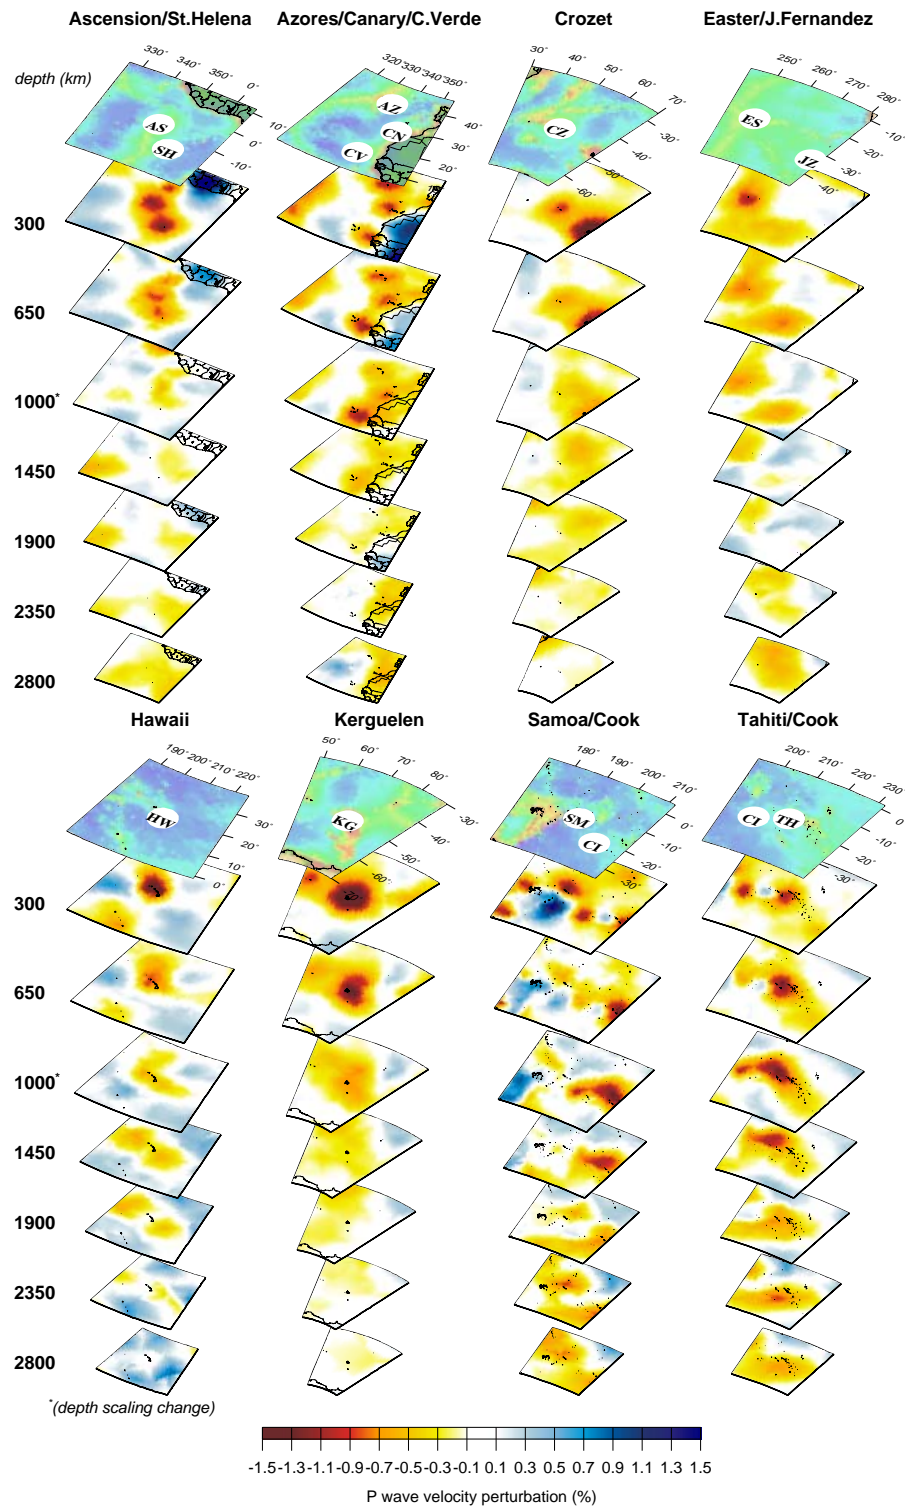 Ascension/St.Helena Azores/Canary/C.Verde Crozet Easter/J.Fernandez
depth (km)
330° 340° 350° 0° 10° 0° -10°
AS
SH
320° 330° 340° 350° 40° 30° 20°
AZ
CN
CV
30° 40° 50° 60° 70° -30° -40° -50° -60°
CZ
250° 260° 270° 280° -10° -20° -30° -40°
ES
JZ
300
650
1000*
1450
1900
2350
2800
Hawaii Kerguelen Samoa/Cook Tahiti/Cook
190° 200° 210° 220° 30° 20° 10° 0°
HW
50° 60° 70° 80° -30° -40° -50° -60°
KG
180° 190° 200° 210° 0° -10° -20° -30°
SM
CI
200° 210° 220° 230° 0° -10° -20° -30°
CI TH
300
650
1000*
1450
1900
2350
2800
*(depth scaling change)
-1.5 -1.3 -1.1 -0.9 -0.7 -0.5 -0.3 -0.1 0.1 0.3 0.5 0.7 0.9 1.1 1.3 1.5
P wave velocity perturbation (%)